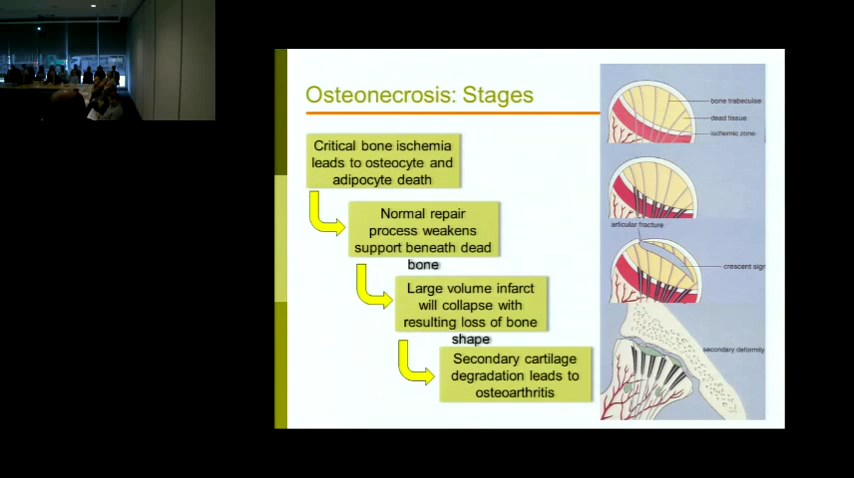 Osteonecrosis: Stages
Critical bone ischemia
leads to osteocyte and
adipocyte death
Normal repair
process weakens
support beneath dead
bone
Large volume infarct
will collapse with
resulting loss of bone
shape
Secondary cartilage
degradation leads to
osteoarthritis
bone trabeculae
dead tissue
ischemic zone
articular fracture
crescent sign
secondary deformity